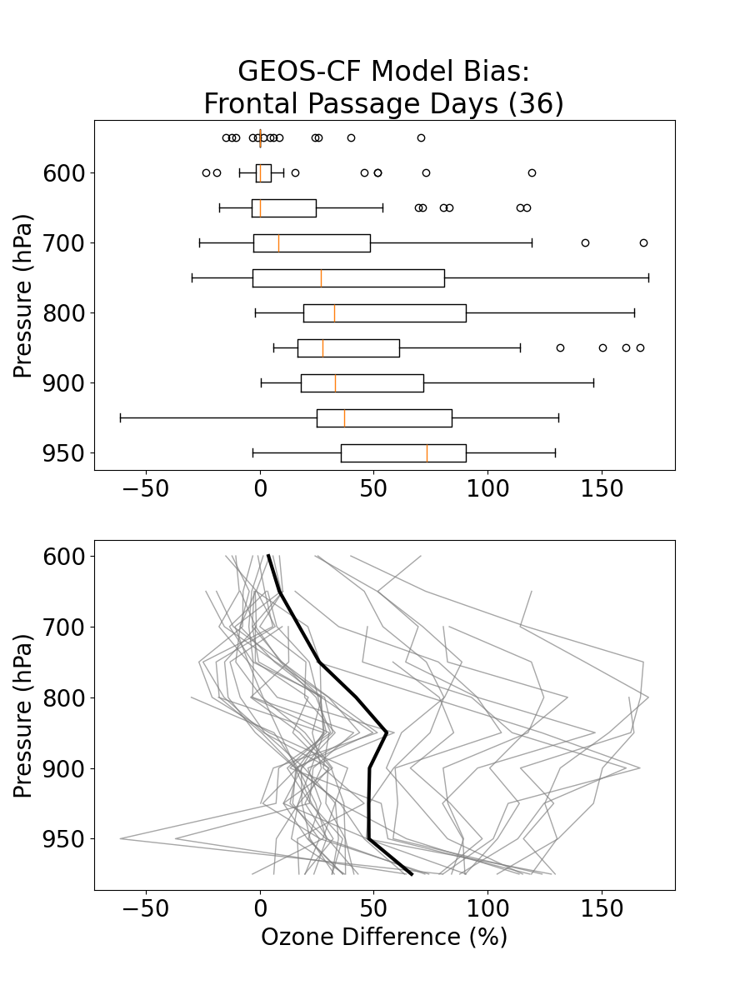 GEOS-CF Model Bias:
Frontal Passage Days (36)
Pressure (hPa)
600
700
800
900
950
−50 0 50 100 150
Pressure (hPa)
600
700
800
900
950
−50 0 50 100 150
Ozone Difference (%)